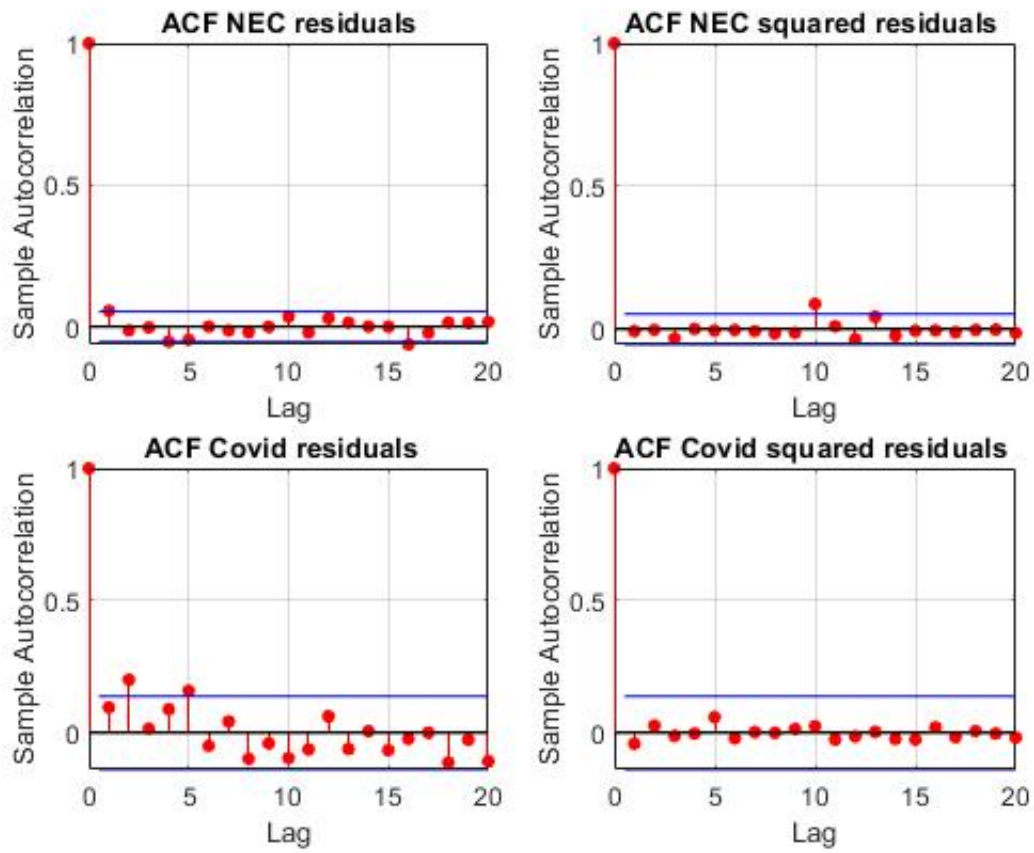 ACF NEC residuals
1
0.5
0
Sample Autocorrelation
0 5 10 15 20
Lag
ACF NEC squared residuals
1
0.5
0
Sample Autocorrelation
0 5 10 15 20
Lag
ACF Covid residuals
1
0.5
0
Sample Autocorrelation
0 5 10 15 20
Lag
ACF Covid squared residuals
1
0.5
0
Sample Autocorrelation
0 5 10 15 20
Lag